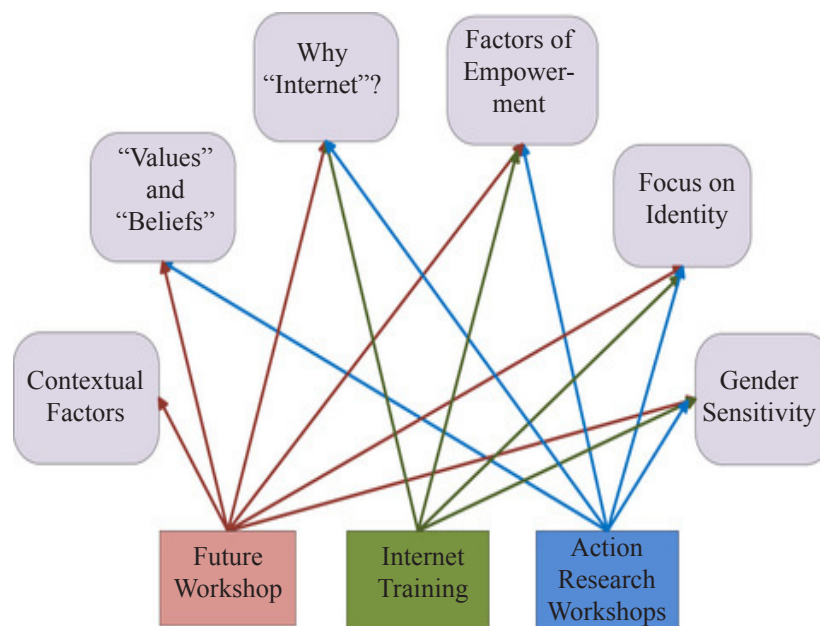 Why
“Internet”?
Factors of
Empower-
ment
“Values”
and
“Beliefs”
Focus on
Identity
Contextual
Factors
Gender
Sensitivity
Future
Workshop
Internet
Training
Action
Research
Workshops